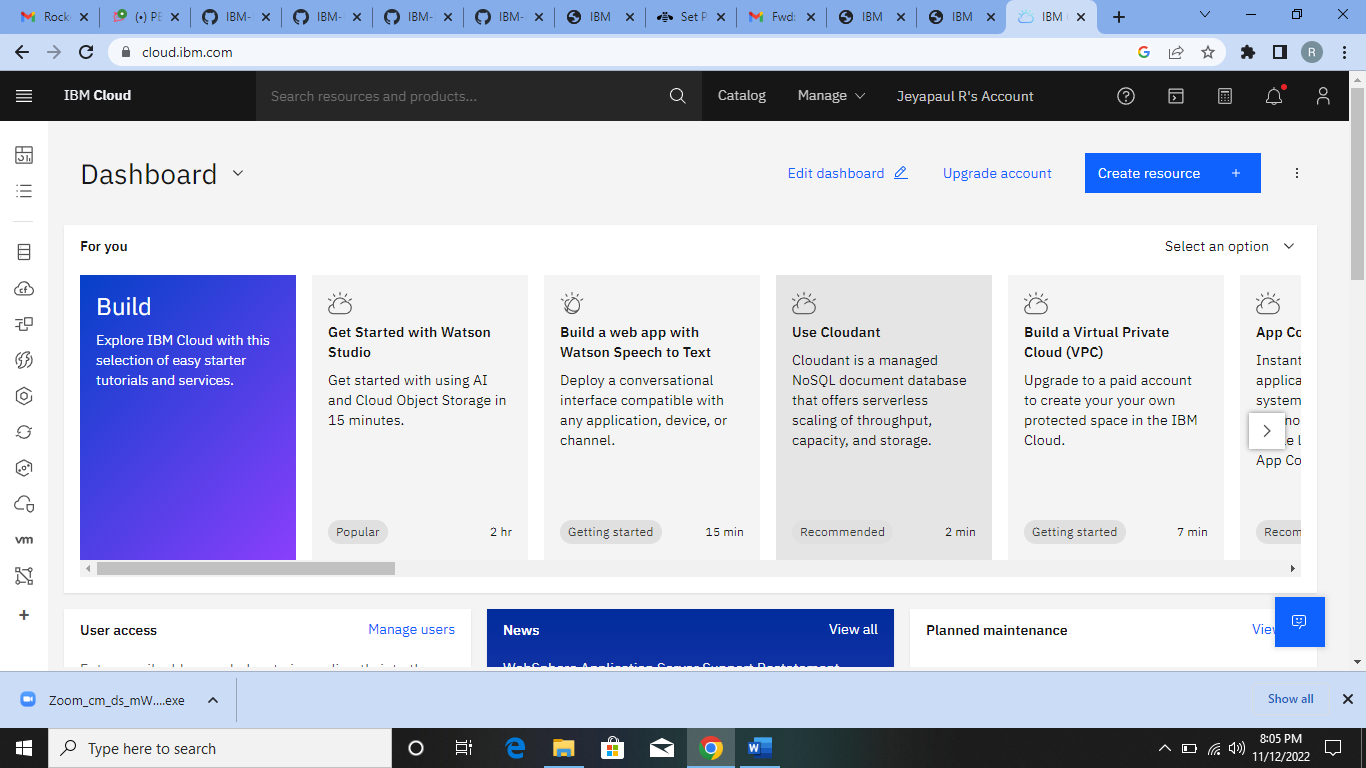 Rock
(•) PE
IBM-
IBM-
IBM-
IBM-
IBM
Set P
Fwd:
IBM
IBM
IBM
cloud.ibm.com
R
IBM Cloud
Search resources and products...
Catalog
Manage
Jeyapaul R's Account
Dashboard
Edit dashboard
Upgrade account
Create resource +
For you
Select an option
Build
Explore IBM Cloud with this
selection of easy starter
tutorials and services.
Get Started with Watson
Studio
Get started with using AI
and Cloud Object Storage in
15 minutes.
Popular
2 hr
Build a web app with
Watson Speech to Text
Deploy a conversational
interface compatible with
any application, device, or
channel.
Getting started
15 min
Use Cloudant
Cloudant is a managed
NoSQL document database
that offers serverless
scaling of throughput,
capacity, and storage.
Recommended
2 min
Build a Virtual Private
Cloud (VPC)
Upgrade to a paid account
to create your your own
protected space in the IBM
Cloud.
Getting started
7 min
App Co
Instant
applica
system
App Co
Recom
cf
vm
User access
Manage users
News
View all
WebSphere Application Server Support Restatement
Planned maintenance
View
Zoom_cm_ds_mW....exe
Show all
Type here to search
8:05 PM
11/12/2022